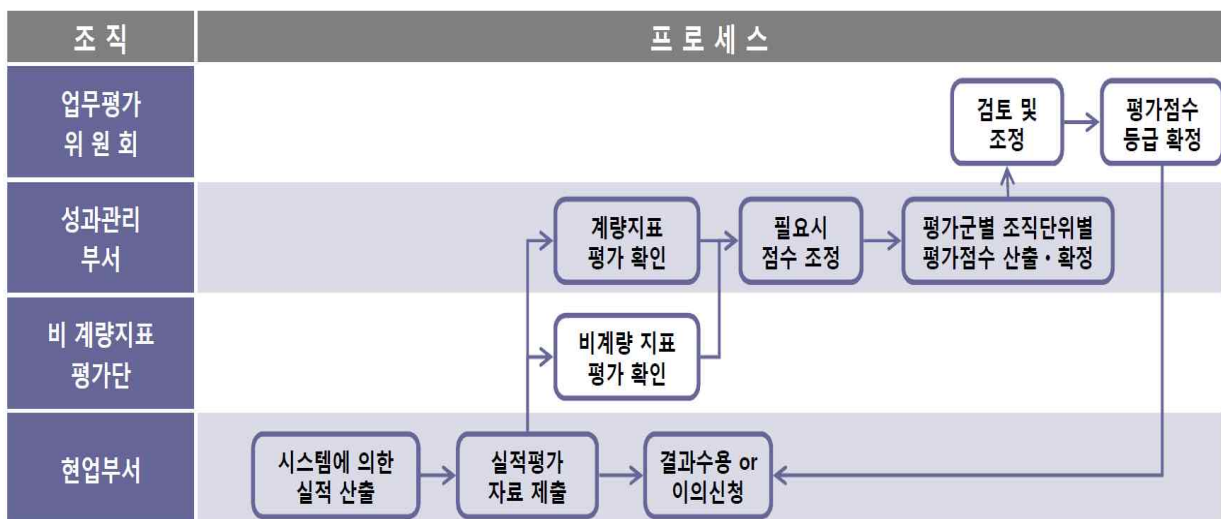 조 직
프 로 세 스
업무평가
위 원 회
검토 및
조정
평가점수
등급 확정
성과관리
부서
계량지표
평가 확인
필요시
점수 조정
평가군별 조직단위별
평가점수 산출·확정
비 계량지표
평가단
비계량 지표
평가 확인
현업부서
시스템에 의한
실적 산출
실적평가
자료 제출
결과수용 or
이의신청